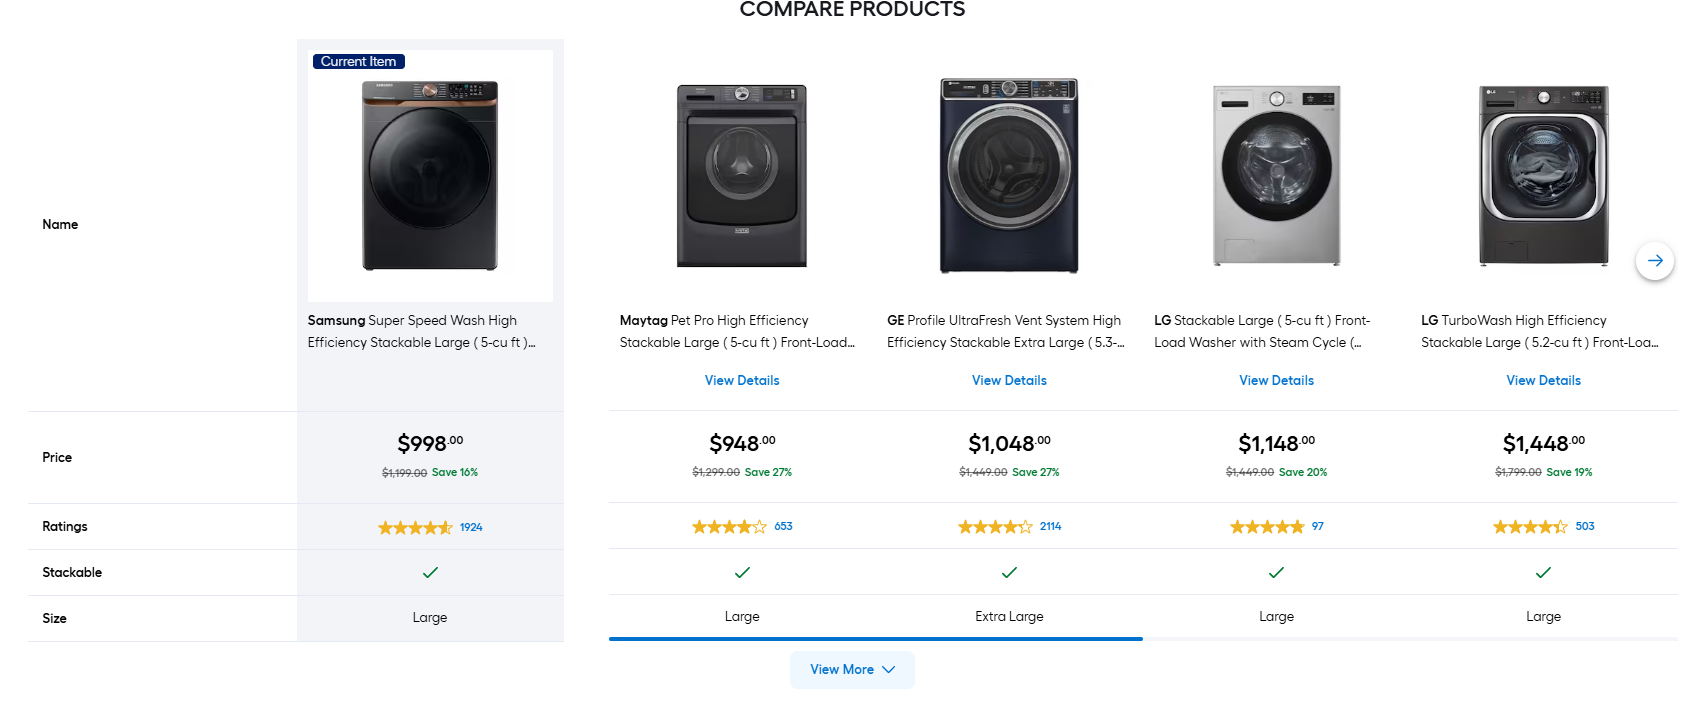 COMPARE PRODUCTS
Name
Current Item
SAMSUNG
Samsung Super Speed Wash High
Efficiency Stackable Large ( 5-cu ft )...
Maytag Pet Pro High Efficiency
Stackable Large ( 5-cu ft ) Front-Load...
View Details
GE Profile UltraFresh Vent System High
Efficiency Stackable Extra Large ( 5.3-...
View Details
LG Stackable Large ( 5-cu ft ) Front-
Load Washer with Steam Cycle (...
View Details
LG
LG TurboWash High Efficiency
Stackable Large ( 5.2-cu ft ) Front-Loa...
View Details
Price
$998.00
$1,199.00 Save 16%
$948.00
$1,299.00 Save 27%
$1,048.00
$1,449.00 Save 27%
$1,148.00
$1,449.00 Save 20%
$1,448.00
$1,799.00 Save 19%
Ratings 1924 653 2114 97 503
Stackable
Size Large Large Extra Large Large Large
View More